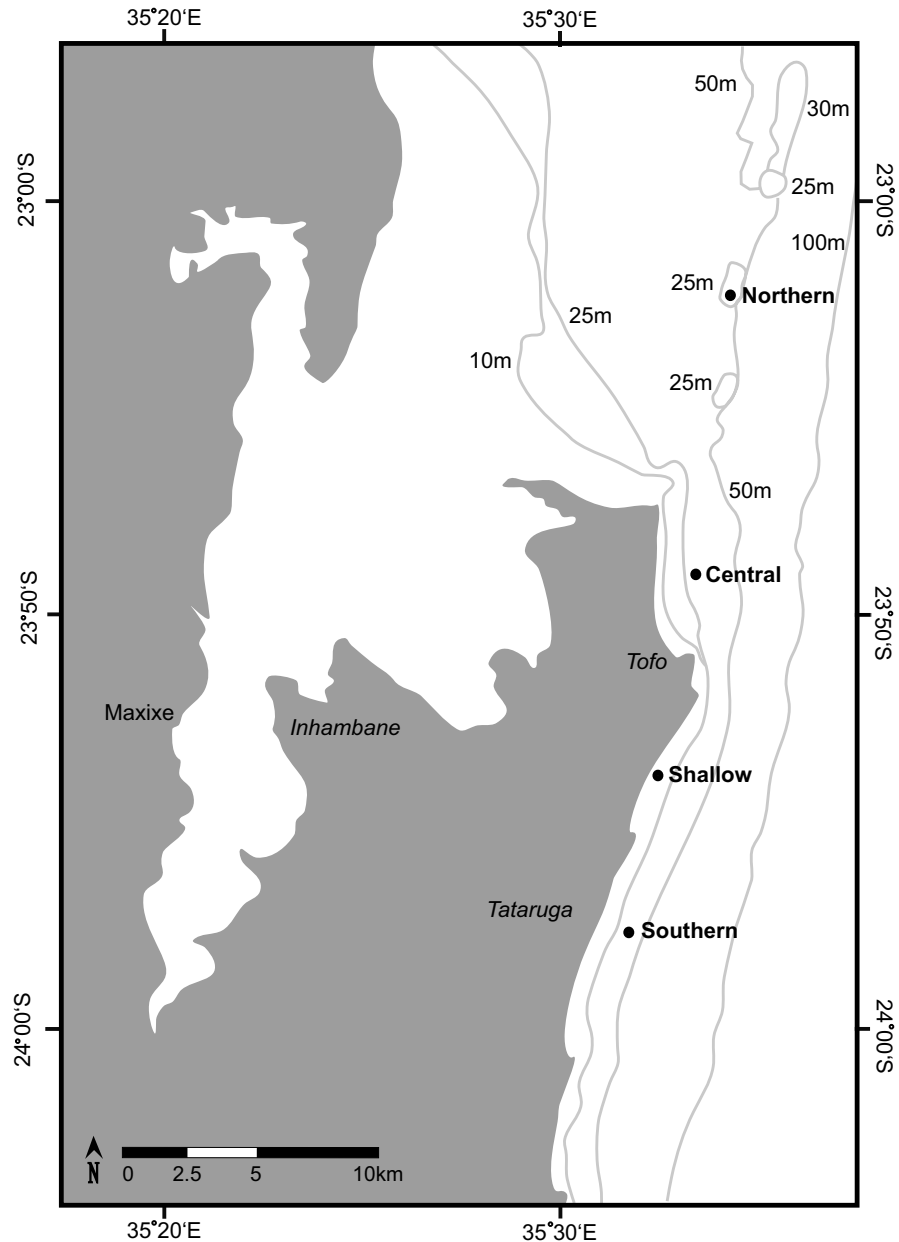 35°20‘E
35°30‘E
50m
30m
23°00‘S
23°00‘S
25m
100m
25m
Northern
25m
10m
25m
50m
Central
23°50‘S
23°50‘S
Tofo
Maxixe
Inhambane
Shallow
Tataruga
Southern
24°00‘S
24°00‘S
N
0 2.5 5 10km
35°20‘E
35°30‘E